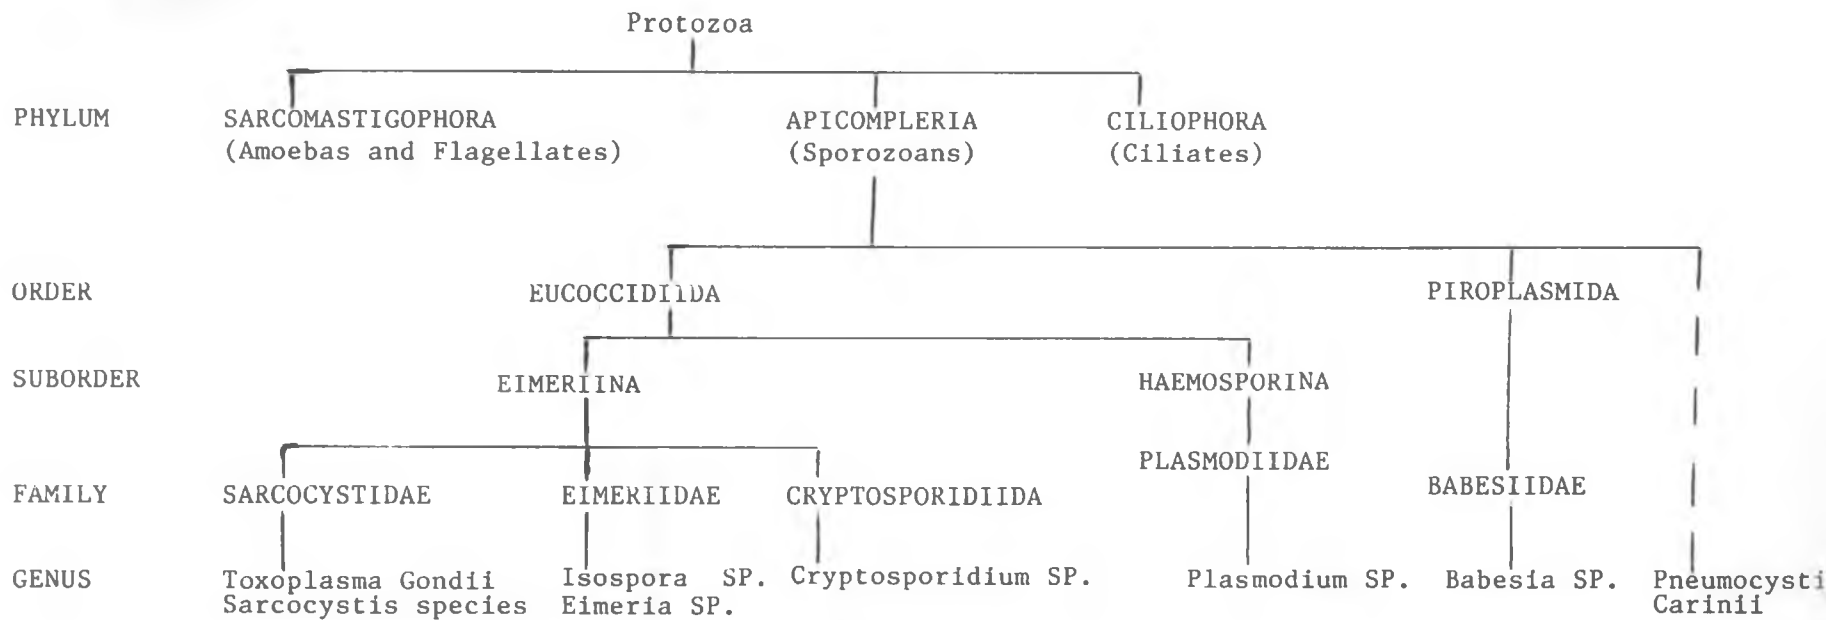 Protozoa
PHYLUM SARCOMASTIGOPHORA APICOMPLERIA CILIOPHORA
(Amoebas and Flagellates) (Sporozoans) (Ciliates)
ORDER EUCOCCIDIIDA PIROPLASMIDA
SUBORDER EIMERIINA HAEMOSPORINA
PLASMODIIDAE
FAMILY SARCOCYSTIDAE EIMERIIDAE CRYPTOSPORIDIIDA BABESIIDAE
GENUS Toxoplasma Gondii Isospora SP. Cryptosporidium SP. Plasmodium SP. Babesia SP. Pneumocysti
Sarcocystis species Eimeria SP. Carinii